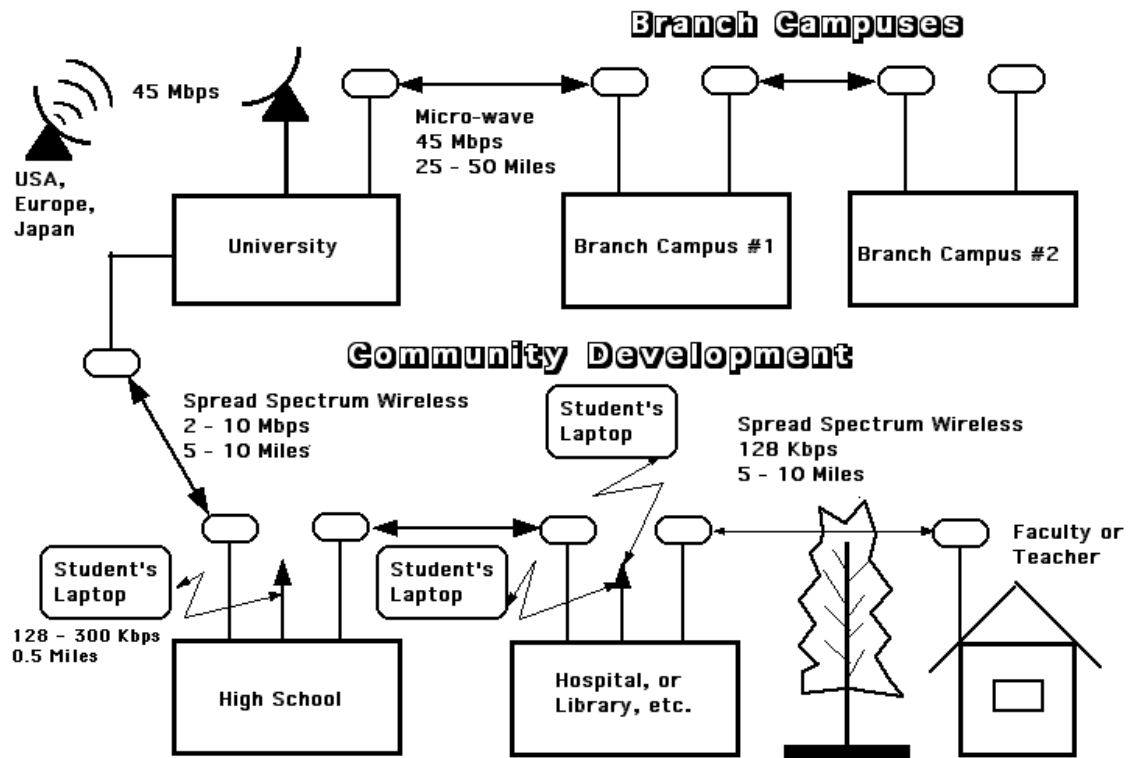 Branch Campuses
45 Mbps
Micro-wave
45 Mbps
25 - 50 Miles
USA,
Europe,
Japan
University
Branch Campus #1
Branch Campus #2
Community Development
Spread Spectrum Wireless
2 - 10 Mbps
5 - 10 Miles
Student's
Laptop
Spread Spectrum Wireless
128 Kbps
5 - 10 Miles
Student's
Laptop
128 - 300 Kbps
0.5 Miles
Student's
Laptop
Faculty or
Teacher
High School
Hospital, or
Library, etc.